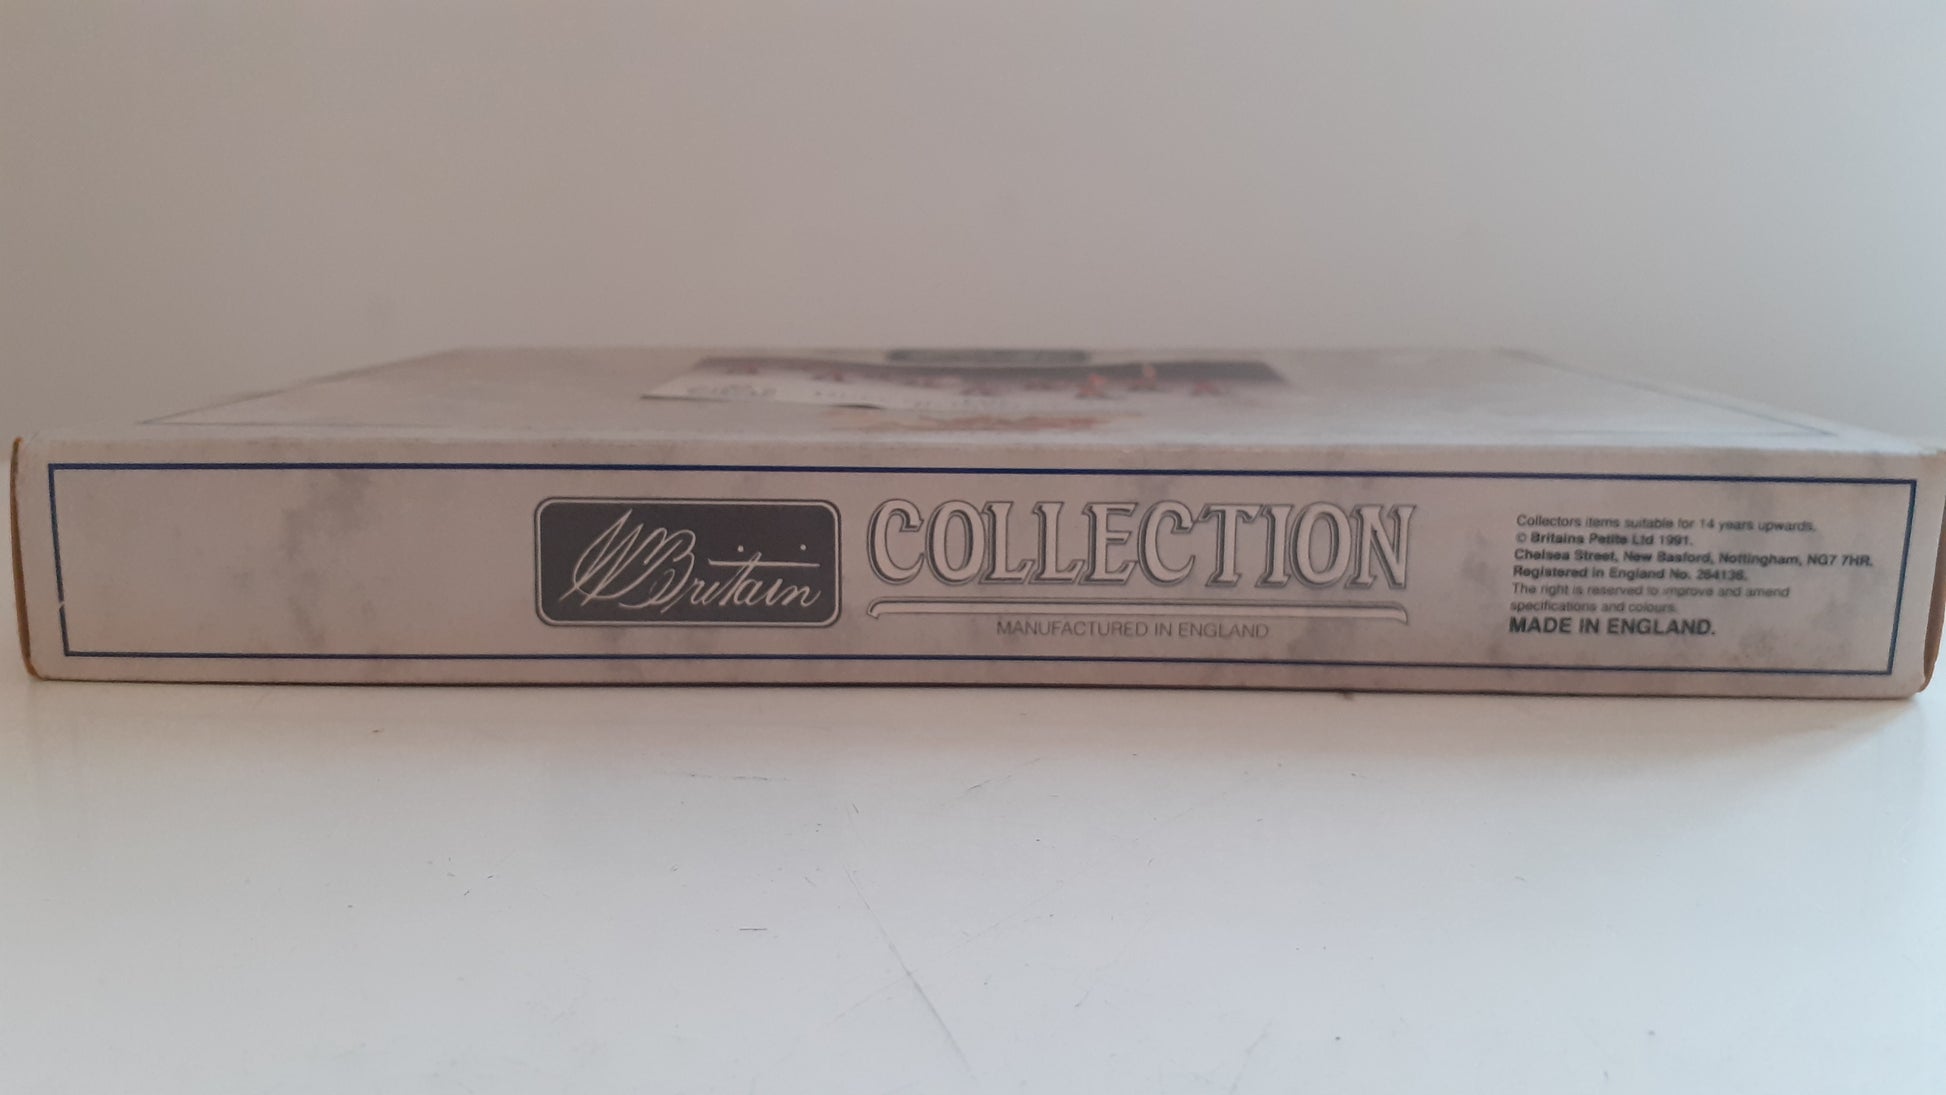 W Britain
COLLECTION
MANUFACTURED IN ENGLAND
Collectors items suitable for 14 years upwards.
© Britains Petite Ltd 1991.
Chelsea Street, New Basford, Nottingham, NG7 7HR.
Registered in England No. 264136.
The right is reserved to improve and amend
specifications and colours.
MADE IN ENGLAND.